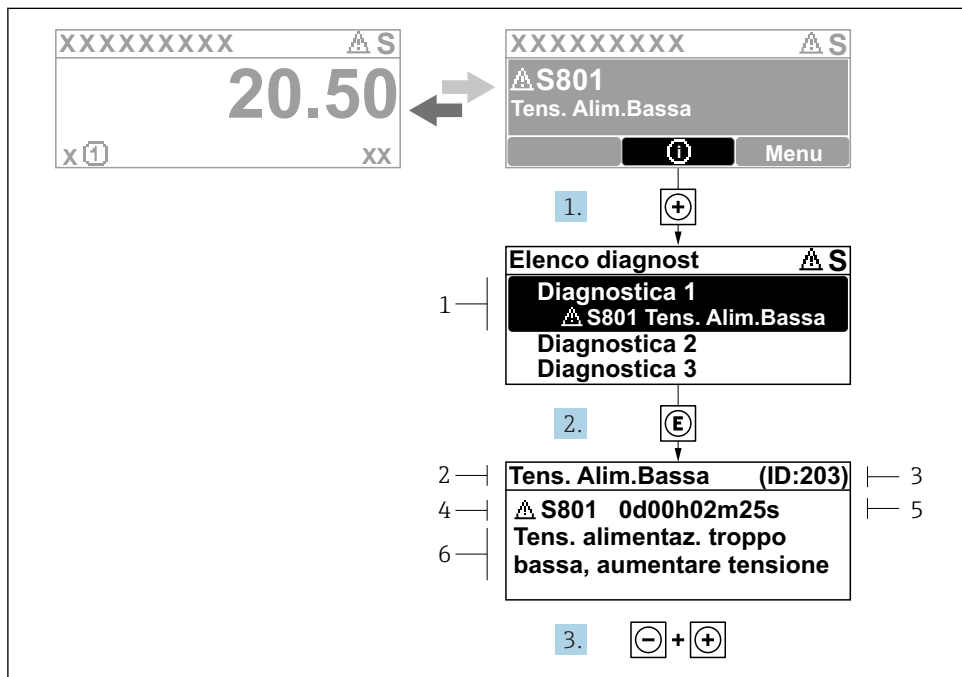 XXXXXXXXX ⚠ S
20.50
x ① xx
XXXXXXXXX ⚠ S
⚠ S801
Tens. Alim.Bassa
ⓘ Menu
1. +
Elenco diagnost ⚠ S
1
Diagnostica 1
⚠ S801 Tens. Alim.Bassa
Diagnostica 2
Diagnostica 3
2. E
2 Tens. Alim.Bassa (ID:203) 3
4 ⚠ S801 0d00h02m25s 5
6
Tens. alimentaz. troppo
bassa, aumentare tensione
3. - + +